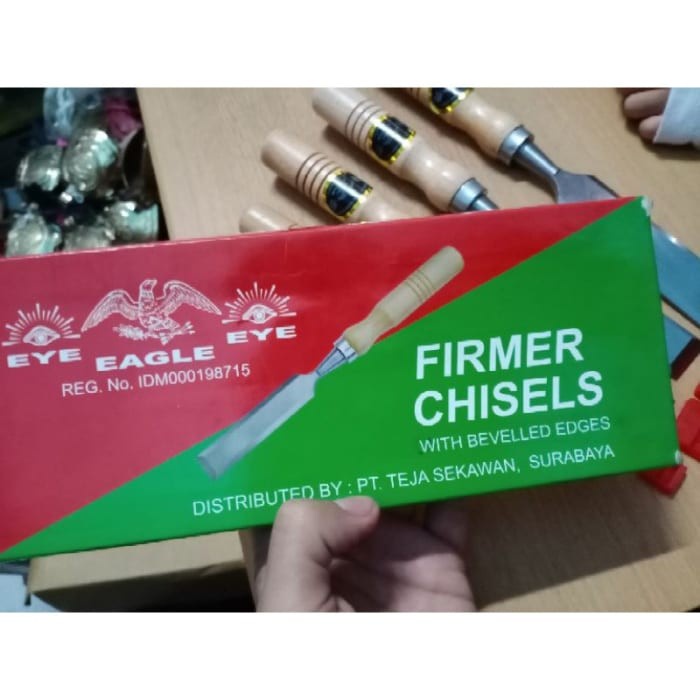 EYE EAGLE EYE
REG. No. IDM000198715
FIRMER
CHISELS
WITH BEVELLED EDGES
DISTRIBUTED BY : PT. TEJA SEKAWAN, SURABAYA